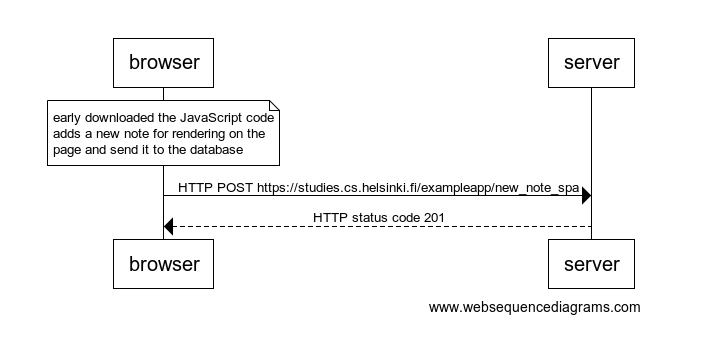 browser server
early downloaded the JavaScript code
adds a new note for rendering on the
page and send it to the database
HTTP POST https://studies.cs.helsinki.fi/exampleapp/new_note_spa
HTTP status code 201
browser server
www.websequencediagrams.com